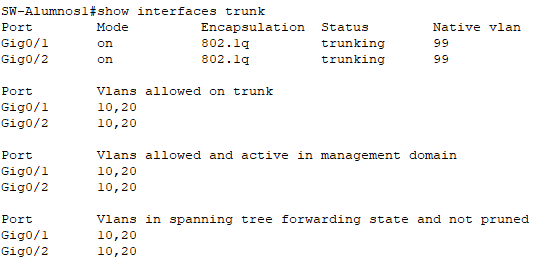 SW-Alumnos1#show interfaces trunk
Port Mode Encapsulation Status Native vlan
Gig0/1 on 802.1q trunking 99
Gig0/2 on 802.1q trunking 99
Port Vlans allowed on trunk
Gig0/1 10,20
Gig0/2 10,20
Port Vlans allowed and active in management domain
Gig0/1 10,20
Gig0/2 10,20
Port Vlans in spanning tree forwarding state and not pruned
Gig0/1 10,20
Gig0/2 10,20